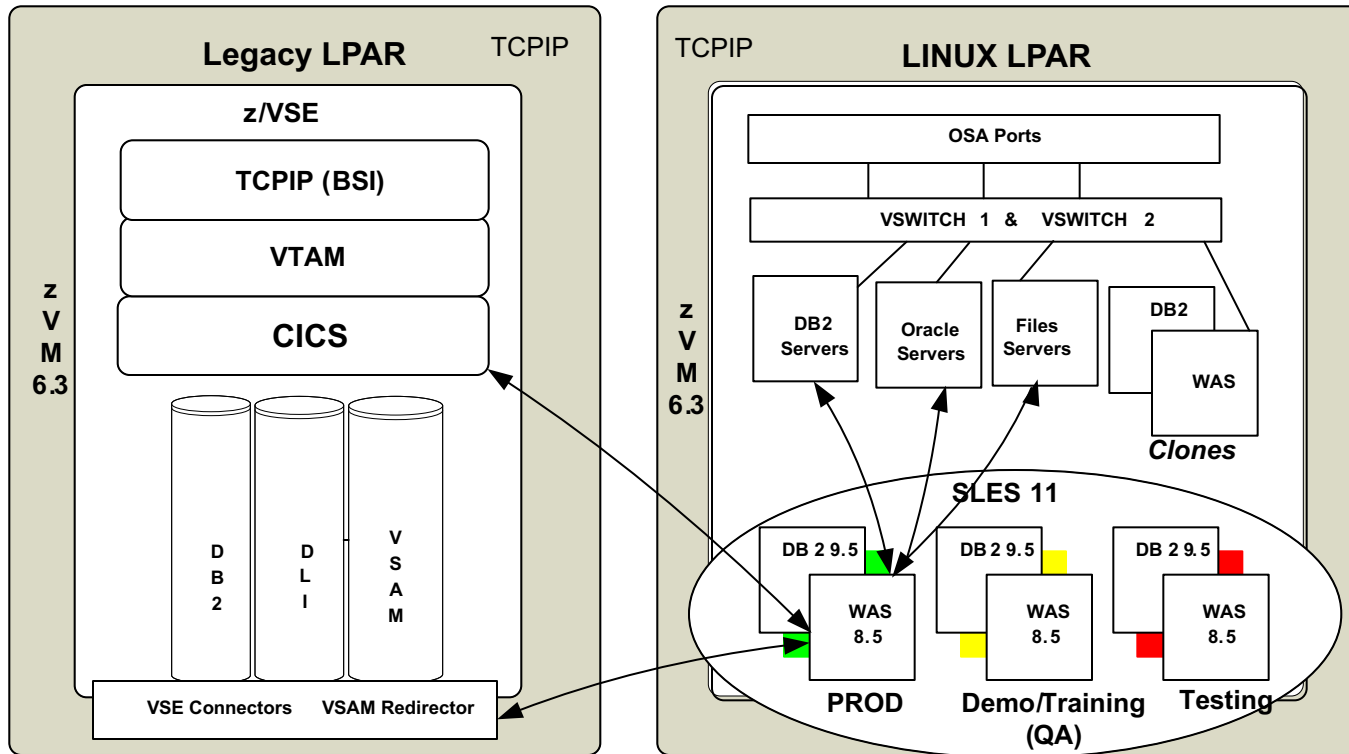 Legacy LPAR
TCPIP
z/VSE
TCPIP (BSI)
VTAM
CICS
z
V
M
6.3
D
B
2
D
L
I
V
S
A
M
VSE Connectors VSAM Redirector
TCPIP
LINUX LPAR
OSA Ports
VSWITCH 1 & VSWITCH 2
z
V
M
6.3
DB2
Servers
Oracle
Servers
Files
Servers
DB2
WAS
Clones
SLES 11
DB 2 9.5
WAS
8.5
PROD
DB 2 9.5
WAS
8.5
Demo/Training
(QA)
DB 2 9.5
WAS
8.5
Testing